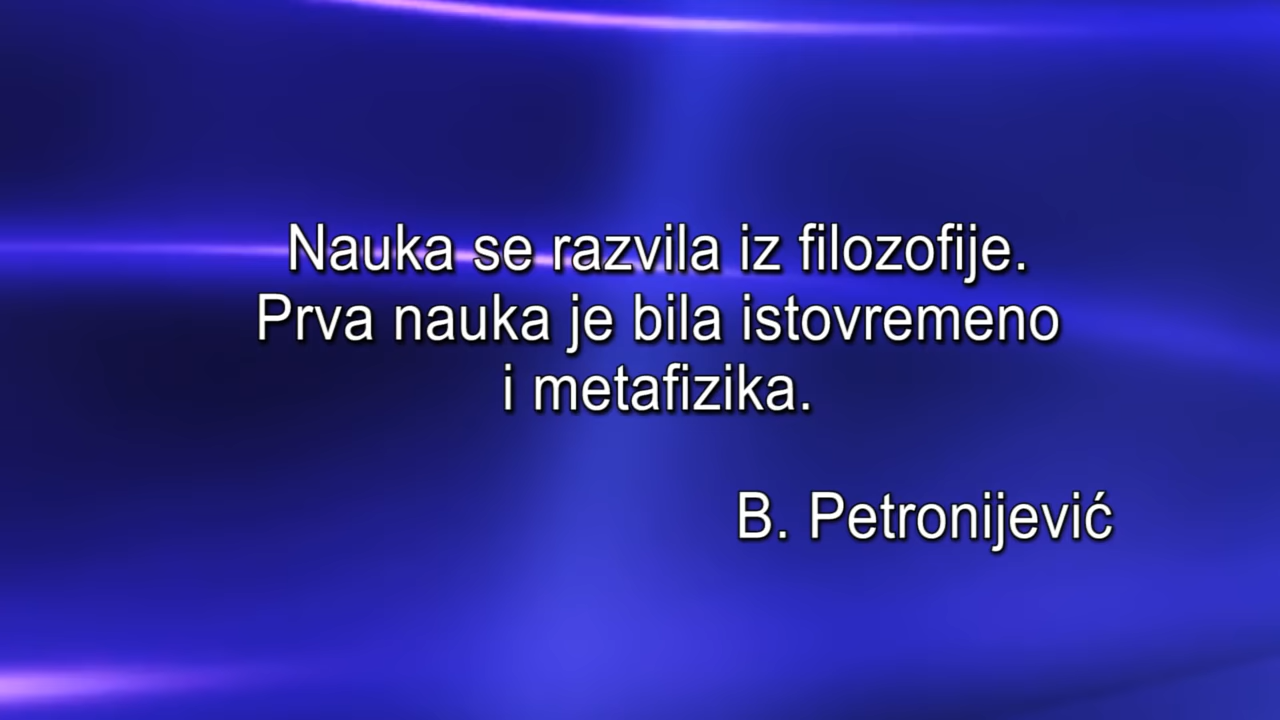 Nauka se razvila iz filozofije.
Prva nauka je bila istovremeno
i metafizika.
B. Petronijević